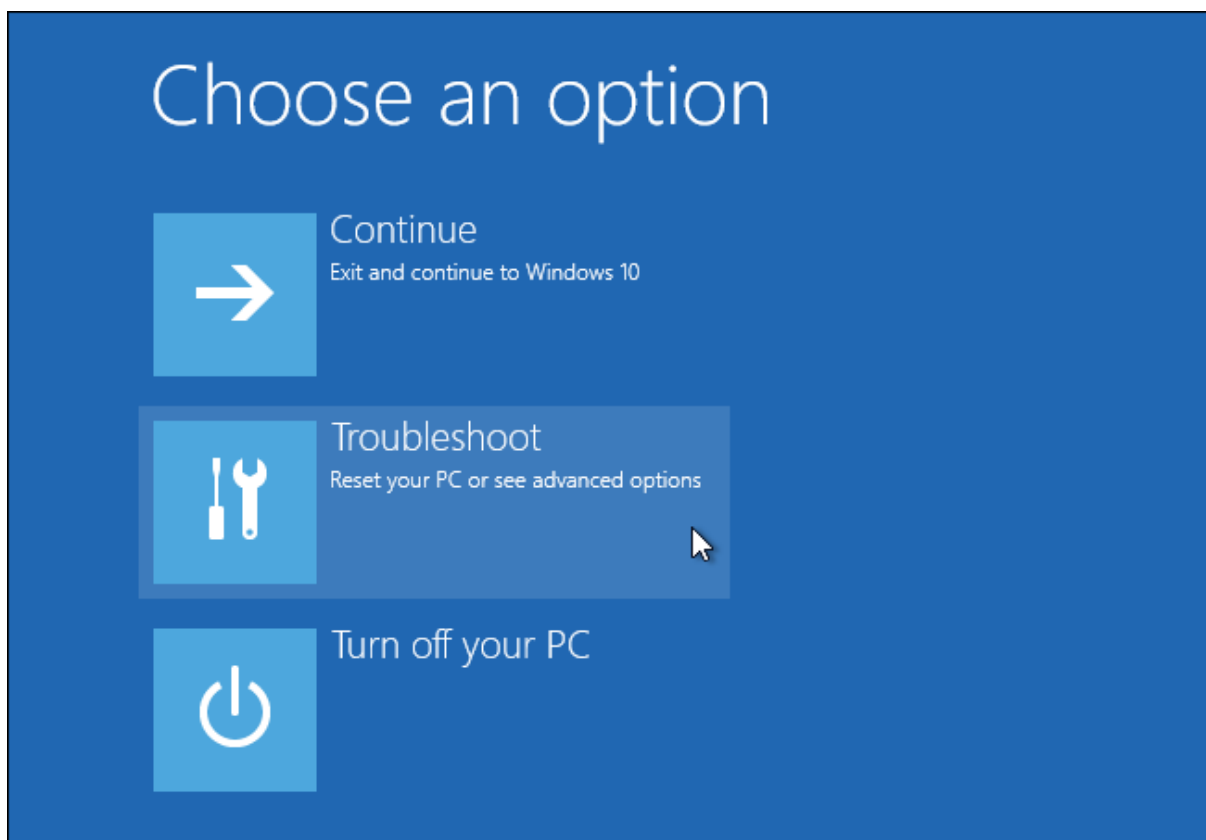 Choose an option
Continue
Exit and continue to Windows 10
Troubleshoot
Reset your PC or see advanced options
Turn off your PC